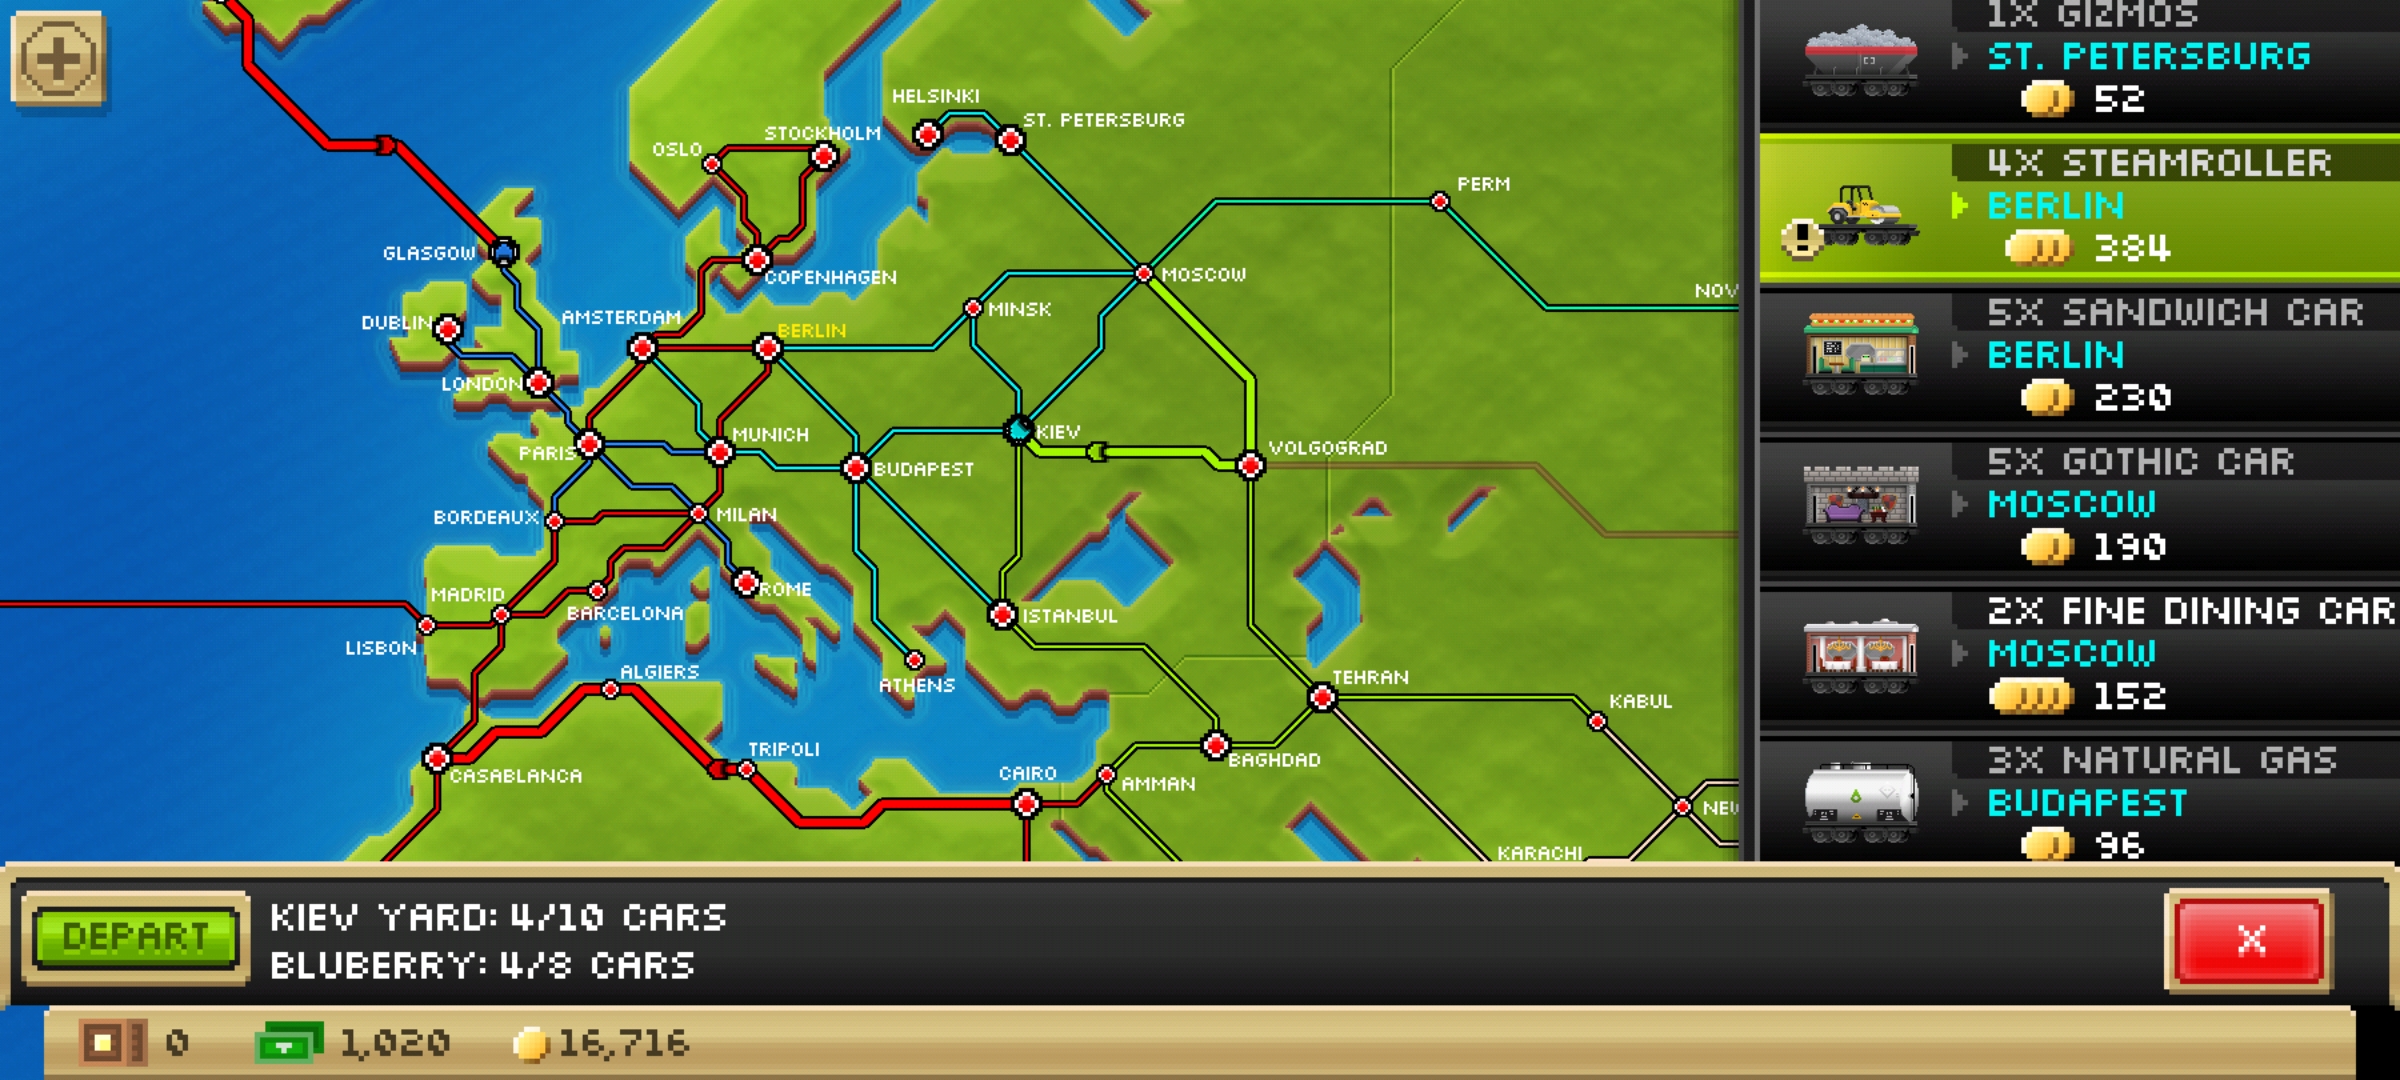 HELSINKI
ST. PETERSBURG
STOCKHOLM
OSLO
PERM
GLASGOW
COPENHAGEN
MOSCOW
NOV
DUBLIN
AMSTERDAM
BERLIN
MINSK
LONDON
PARIS
MUNICH
KIEV
VOLGOGRAD
BUDAPEST
BORDEAUX
MILAN
MADRID
BARCELONA
ROME
ISTANBUL
LISBON
ALGIERS
ATHENS
TEHRAN
KABUL
CASABLANCA
TRIPOLI
CAIRO
AMMAN
BAGHDAD
KARACHI
NEW
1X GIZMOS
ST. PETERSBURG
52
4X STEAMROLLER
BERLIN
384
5X SANDWICH CAR
BERLIN
230
5X GOTHIC CAR
MOSCOW
190
2X FINE DINING CAR
MOSCOW
152
3X NATURAL GAS
BUDAPEST
96
DEPART
KIEV YARD: 4/10 CARS
BLUBERRY: 4/8 CARS
X
0
1,020
16,716